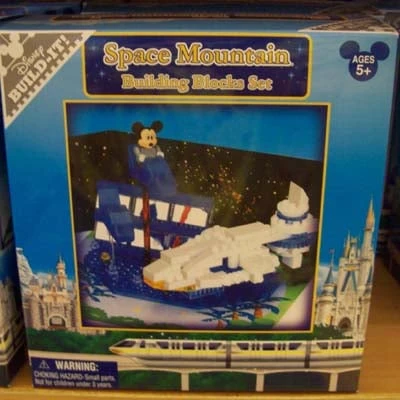 Disney
BUILD-IT!
Space Mountain
Building Blocks Set
AGES
5+
WARNING:
CHOKING HAZARD-Small parts.
Not for children under 3 years.